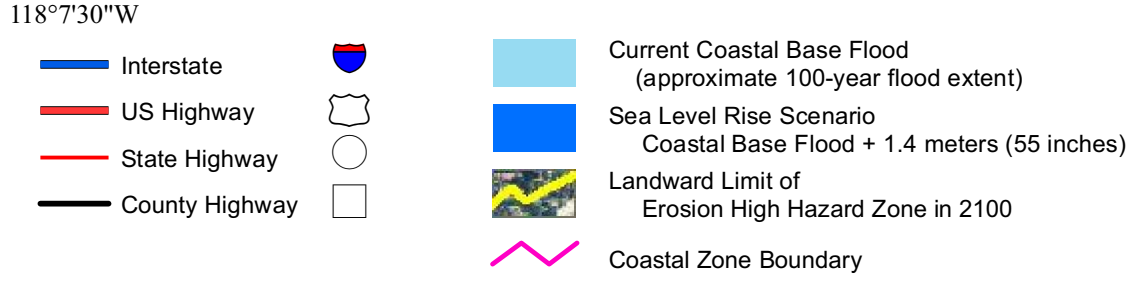 118°7'30"W
Interstate
US Highway
State Highway
County Highway
Current Coastal Base Flood
(approximate 100-year flood extent)
Sea Level Rise Scenario
Coastal Base Flood + 1.4 meters (55 inches)
Landward Limit of
Erosion High Hazard Zone in 2100
Coastal Zone Boundary